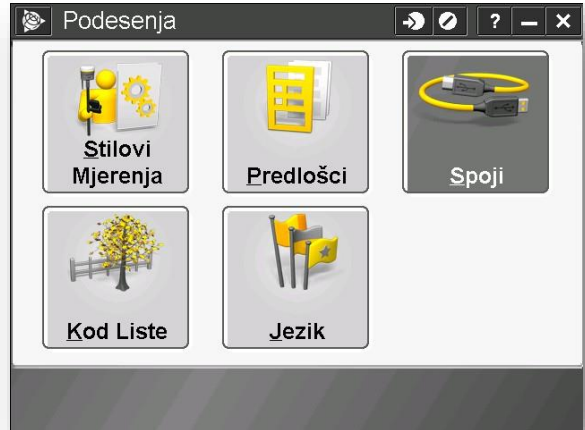 Podesenja
?
Stilovi
Mjerenja
Predlošci
Spoji
Kod Liste
Jezik